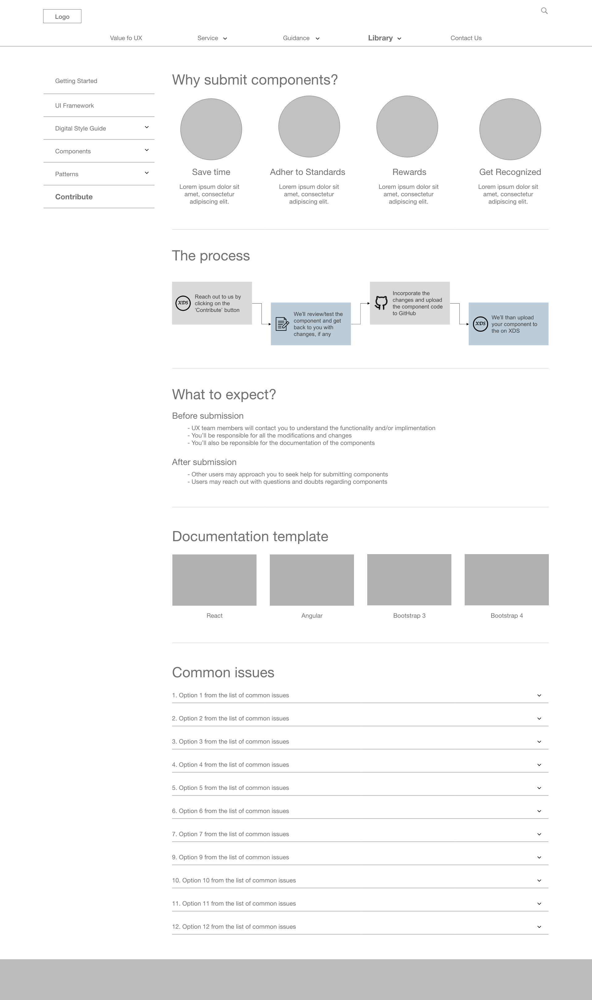 Logo
Value fo UX
Service
Guidance
Library
Contact Us
Getting Started
UI Framework
Digital Style Guide
Components
Patterns
Contribute
Why submit components?
Save time
Lorem ipsum dolor sit
amet, consectetur
adipiscing elit.
Adher to Standards
Lorem ipsum dolor sit
amet, consectetur
adipiscing elit.
Rewards
Lorem ipsum dolor sit
amet, consectetur
adipiscing elit.
Get Recognized
Lorem ipsum dolor sit
amet, consectetur
adipiscing elit.
The process
XDS
Reach out to us by
clicking on the
‘Contribute’ button
We’ll review/test the
component and get
back to you with
changes, if any
Incorporate the
changes and upload
the component code
to GitHub
XDS
We’ll than upload
your component to
the on XDS
What to expect?
Before submission
- UX team members will contact you to understand the functionality and/or implimentation
- You’ll be responsible for all the modifications and changes
- You’ll also be reponsible for the documentation of the components
After submission
- Other users may approach you to seek help for submitting components
- Users may reach out with questions and doubts regarding components
Documentation template
React
Angular
Bootstrap 3
Bootstrap 4
Common issues
1. Option 1 from the list of common issues
2. Option 2 from the list of common issues
3. Option 3 from the list of common issues
4. Option 4 from the list of common issues
5. Option 5 from the list of common issues
6. Option 6 from the list of common issues
7. Option 7 from the list of common issues
9. Option 9 from the list of common issues
10. Option 10 from the list of common issues
11. Option 11 from the list of common issues
12. Option 12 from the list of common issues